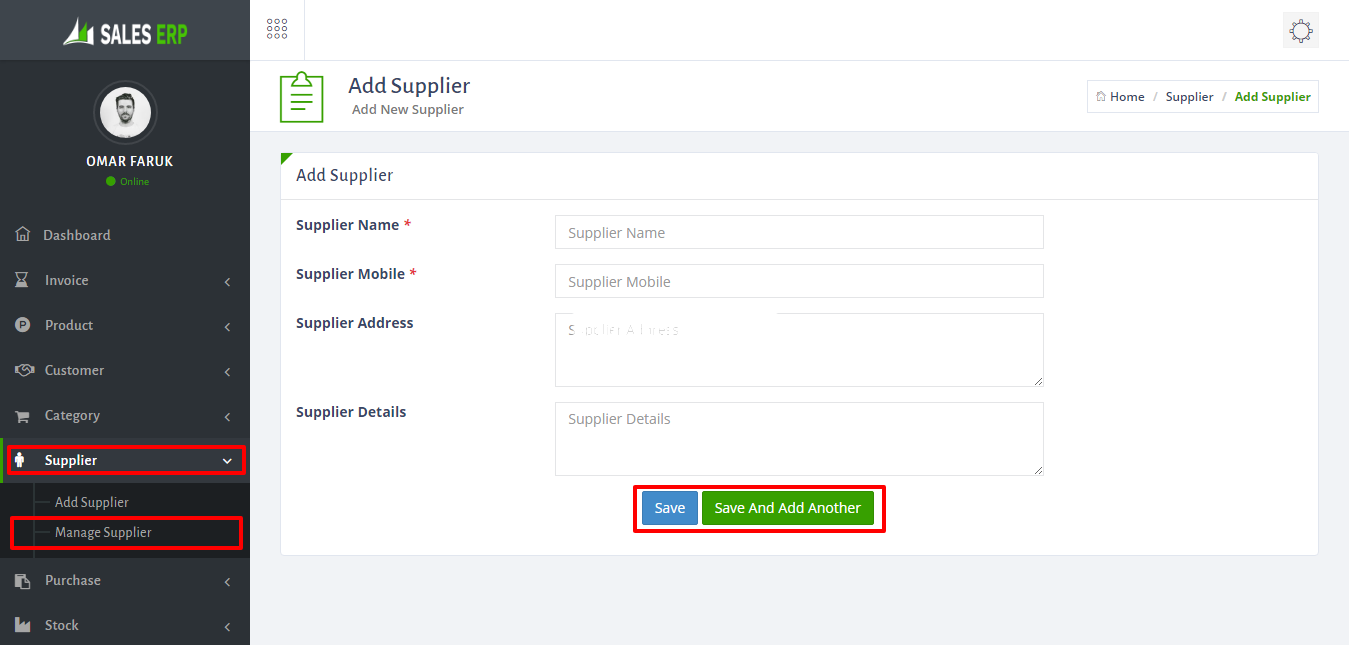 SALES ERP
OMAR FARUK
Online
Dashboard
Invoice
Product
Customer
Category
Supplier
Add Supplier
Manage Supplier
Purchase
Stock
Add Supplier
Add New Supplier
Home / Supplier / Add Supplier
Add Supplier
Supplier Name *
Supplier Name
Supplier Mobile *
Supplier Mobile
Supplier Address
Supplier Details
Supplier Details
Save
Save And Add Another